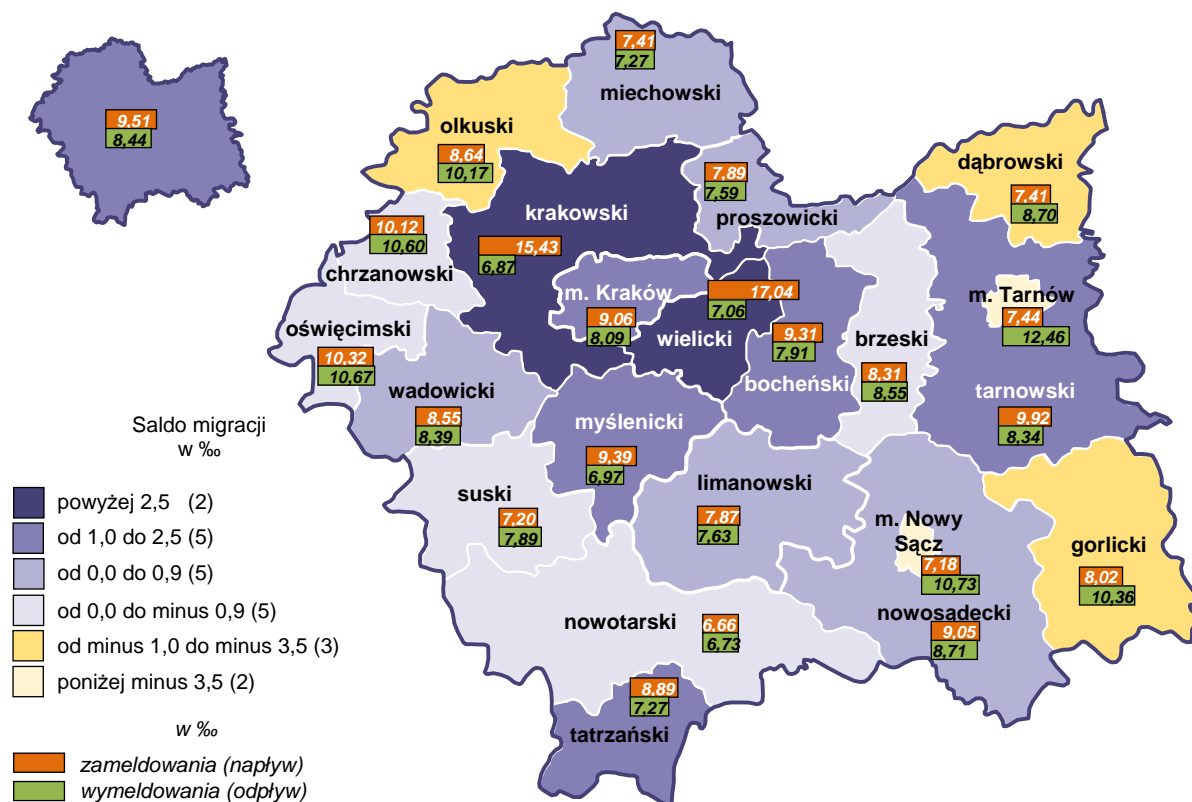 9,51
8,44
7,41
7,27
miechowski
olkuski
8,64
10,17
dąbrowski
7,41
8,70
7,89
7,59
proszowicki
krakowski
15,43
6,87
10,12
10,60
chrzanowski
m. Kraków
9,06
8,09
17,04
7,06
wielicki
m. Tarnów
7,44
12,46
oświęcimski
10,32
10,67
9,31
7,91
bocheński
brzeski
8,31
8,55
wadowicki
8,55
8,39
tarnowski
9,92
8,34
myślenicki
9,39
6,97
Saldo migracji
w ‰
powyżej 2,5 (2)
od 1,0 do 2,5 (5)
od 0,0 do 0,9 (5)
od 0,0 do minus 0,9 (5)
od minus 1,0 do minus 3,5 (3)
poniżej minus 3,5 (2)
w ‰
zameldowania (napływ)
wymeldowania (odpływ)
suski
7,20
7,89
limanowski
7,87
7,63
m. Nowy
Sącz
7,18
10,73
gorlicki
8,02
10,36
nowosądecki
9,05
8,71
nowotarski
6,66
6,73
8,89
7,27
tatrzański